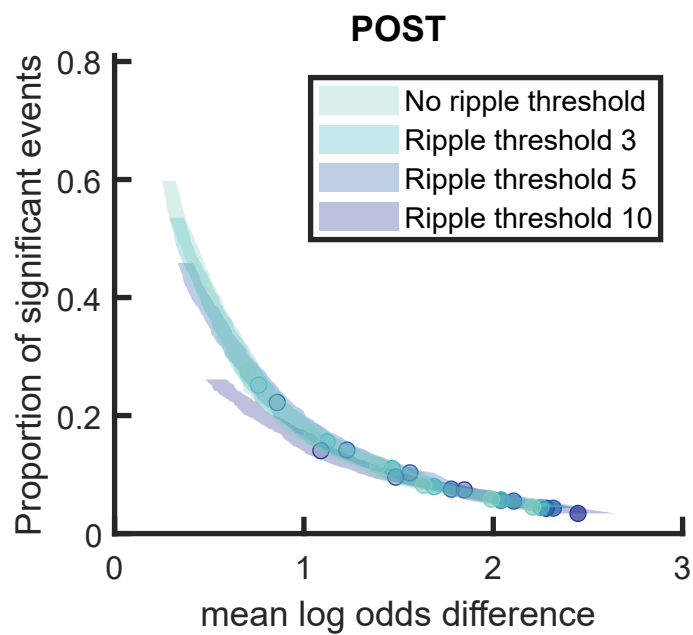 POST
No ripple threshold
Ripple threshold 3
Ripple threshold 5
Ripple threshold 10
Proportion of significant events
0.8
0.6
0.4
0.2
0
0 1 2 3
mean log odds difference